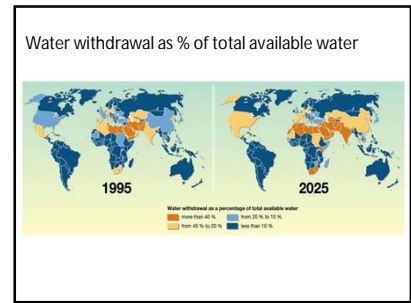 Water withdrawal as % of total available water
1995
2025
Water withdrawal as a percentage of total available water
more than 40 %
from 20 % to 10 %
from 40 % to 20 %
less than 10 %